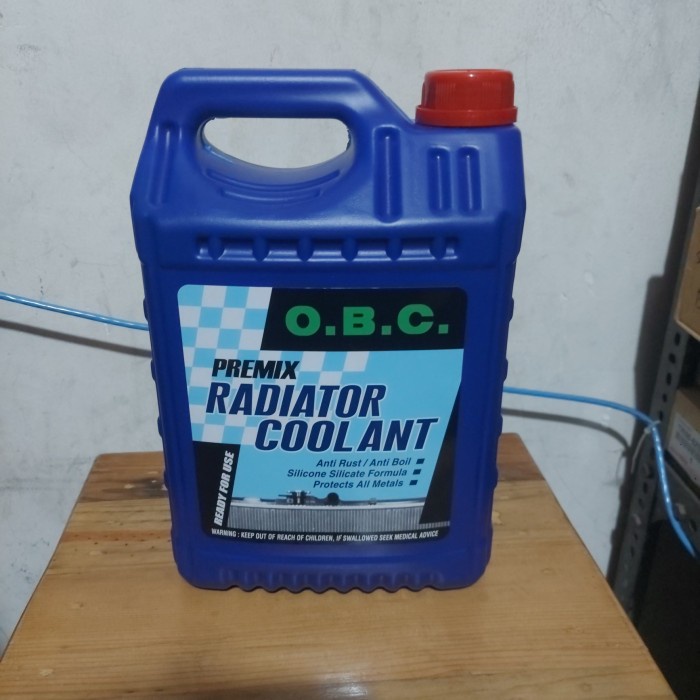 O.B.C.
PREMIX
RADIATOR
COOLANT
Anti Rust / Anti Boil
Silicone Silicate Formula
Protects All Metals
READY FOR USE
WARNING : KEEP OUT OF REACH OF CHILDREN, IF SWALLOWED SEEK MEDICAL ADVICE